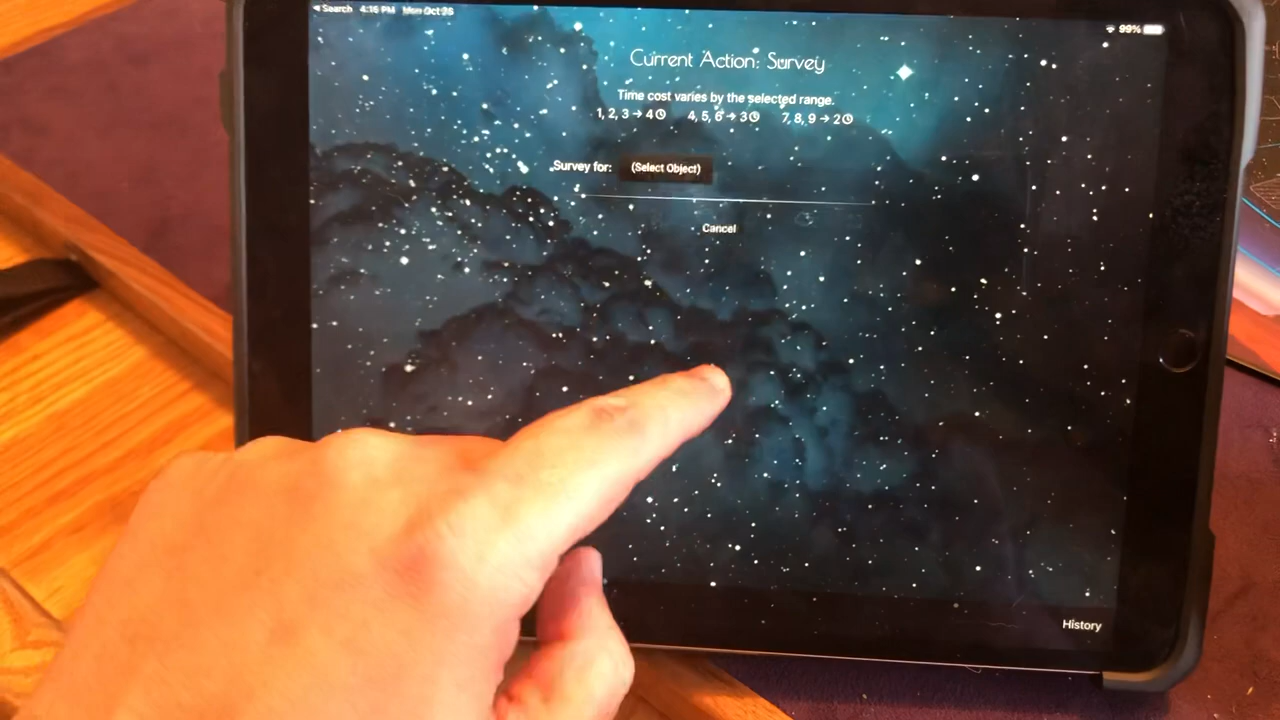 Search 4:15 PM Mon Oct 26
99%
Current Action: Survey
Time cost varies by the selected range.
1, 2, 3 → 4 4, 5, 6 → 3 7, 8, 9 → 2
Survey for: (Select Object)
Cancel
History